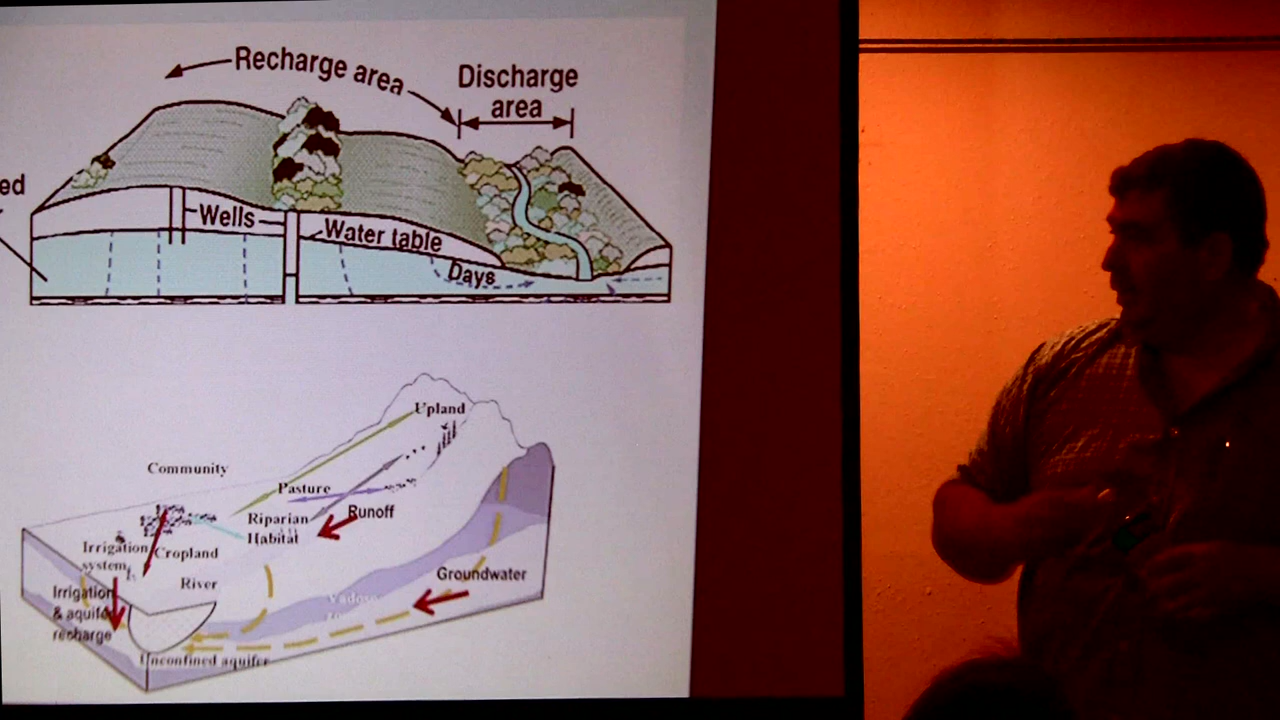 Recharge area
Discharge
area
ed
Wells
Water table
Days
Upland
Community
Pasture
Runoff
Riparian
Habitat
Irrigation
system
Cropland
River
Irrigation
& aquifer
recharge
Groundwater
Vadose
Unconfined aquifer